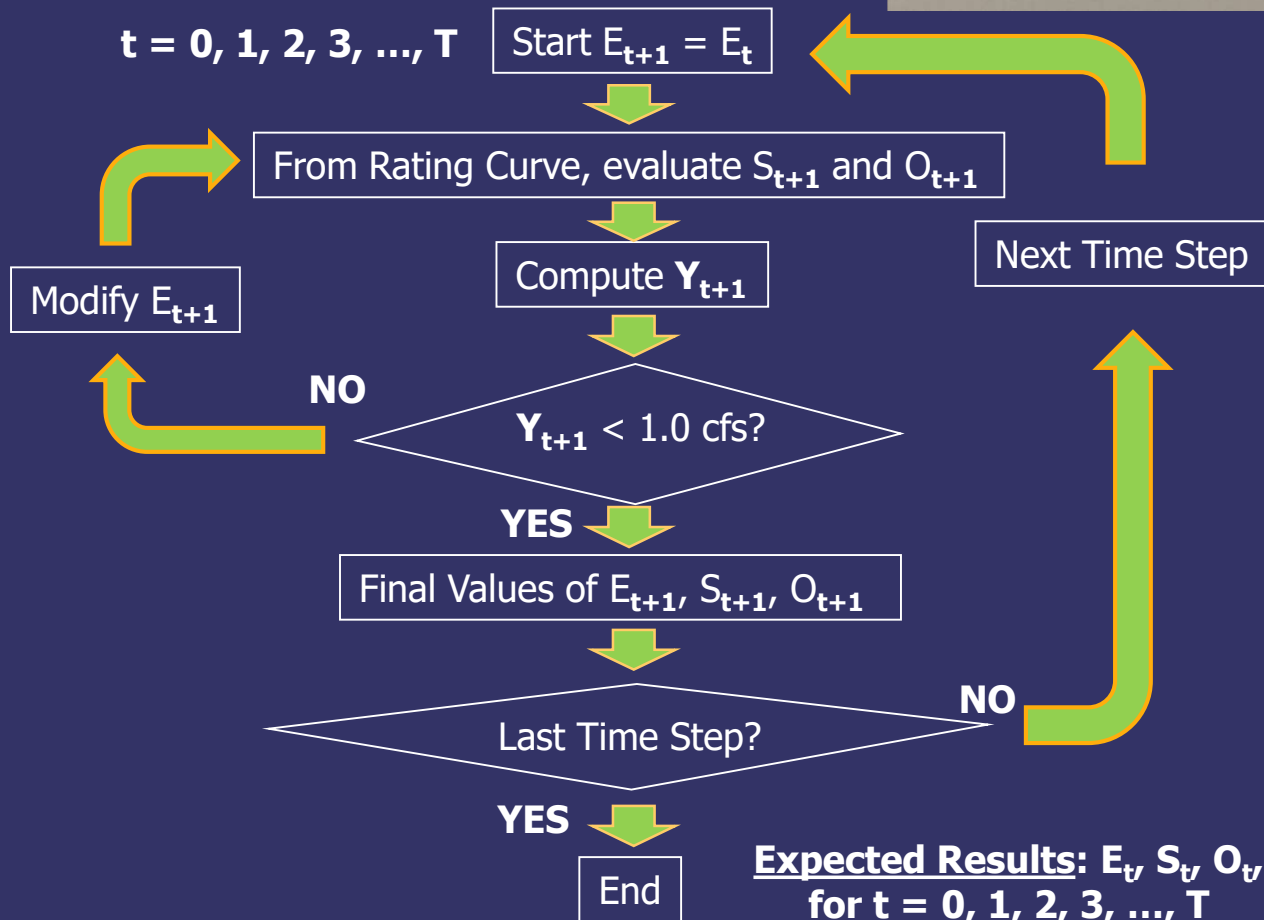 t = 0, 1, 2, 3, ..., T
Start Eₜ₊₁ = Eₜ
From Rating Curve, evaluate Sₜ₊₁ and Oₜ₊₁
Compute Yₜ₊₁
Next Time Step
Modify Eₜ₊₁
NO
Yₜ₊₁ < 1.0 cfs?
YES
Final Values of Eₜ₊₁, Sₜ₊₁, Oₜ₊₁
NO
Last Time Step?
YES
End
Expected Results: Eₜ, Sₜ, Oₜ,
for t = 0, 1, 2, 3, ..., T